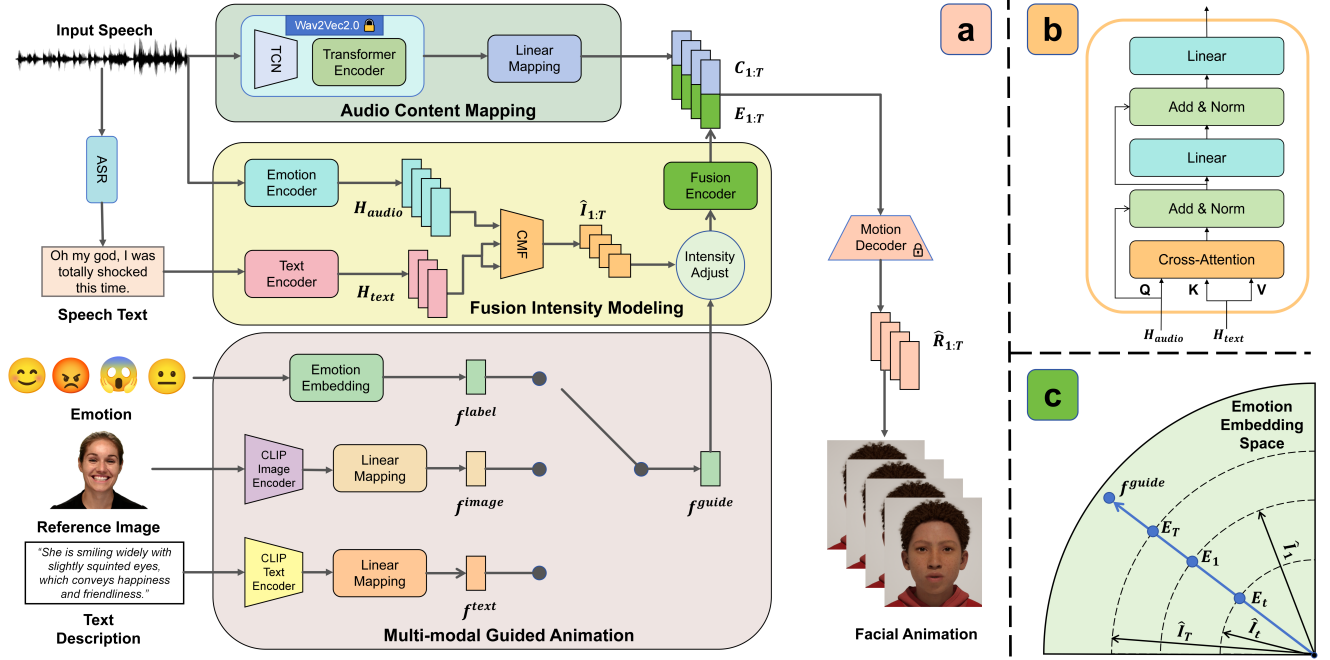 Input Speech
Wav2Vec2.0
TCN
Transformer
Encoder
Linear
Mapping
Audio Content Mapping
C1:T
E1:T
a
ASR
Oh my god, I was
totally shocked
this time.
Speech Text
Emotion
Encoder
Haudio
Text
Encoder
Htext
CMF
Î1:T
Fusion
Encoder
Intensity
Adjust
Fusion Intensity Modeling
Motion
Decoder
R̂1:T
Facial Animation
Emotion
Emotion
Embedding
flabel
Reference Image
CLIP
Image
Encoder
Linear
Mapping
fimage
fguide
“She is smiling widely with
slightly squinted eyes,
which conveys happiness
and friendliness.”
Text
Description
CLIP
Text
Encoder
Linear
Mapping
ftext
Multi-modal Guided Animation
b
Linear
Add & Norm
Linear
Add & Norm
Cross-Attention
Q K V
Haudio Htext
c
Emotion
Embedding
Space
fguide
ET
E1
Et
Î1
ÎT
Ît